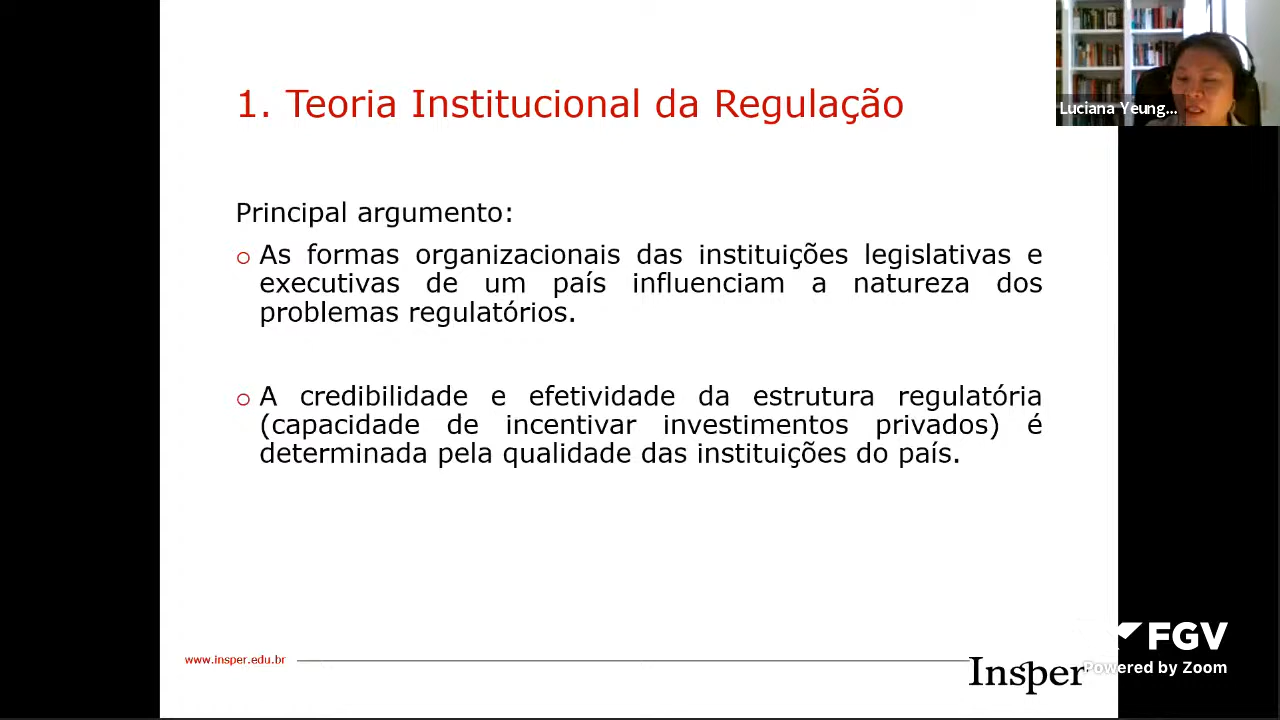 1. Teoria Institucional da Regulação
Luciana Yeung...
Principal argumento:
As formas organizacionais das instituições legislativas e
executivas de um país influenciam a natureza dos
problemas regulatórios.
A credibilidade e efetividade da estrutura regulatória
(capacidade de incentivar investimentos privados) é
determinada pela qualidade das instituições do país.
www.insper.edu.br
Insper
FGV
Powered by Zoom